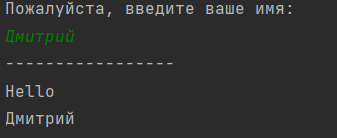 Пожалуйста, введите ваше имя:
Дмитрий
-----------------
Hello
Дмитрий